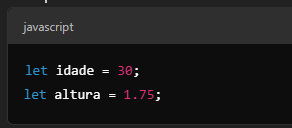 javascript
let idade = 30;
let altura = 1.75;